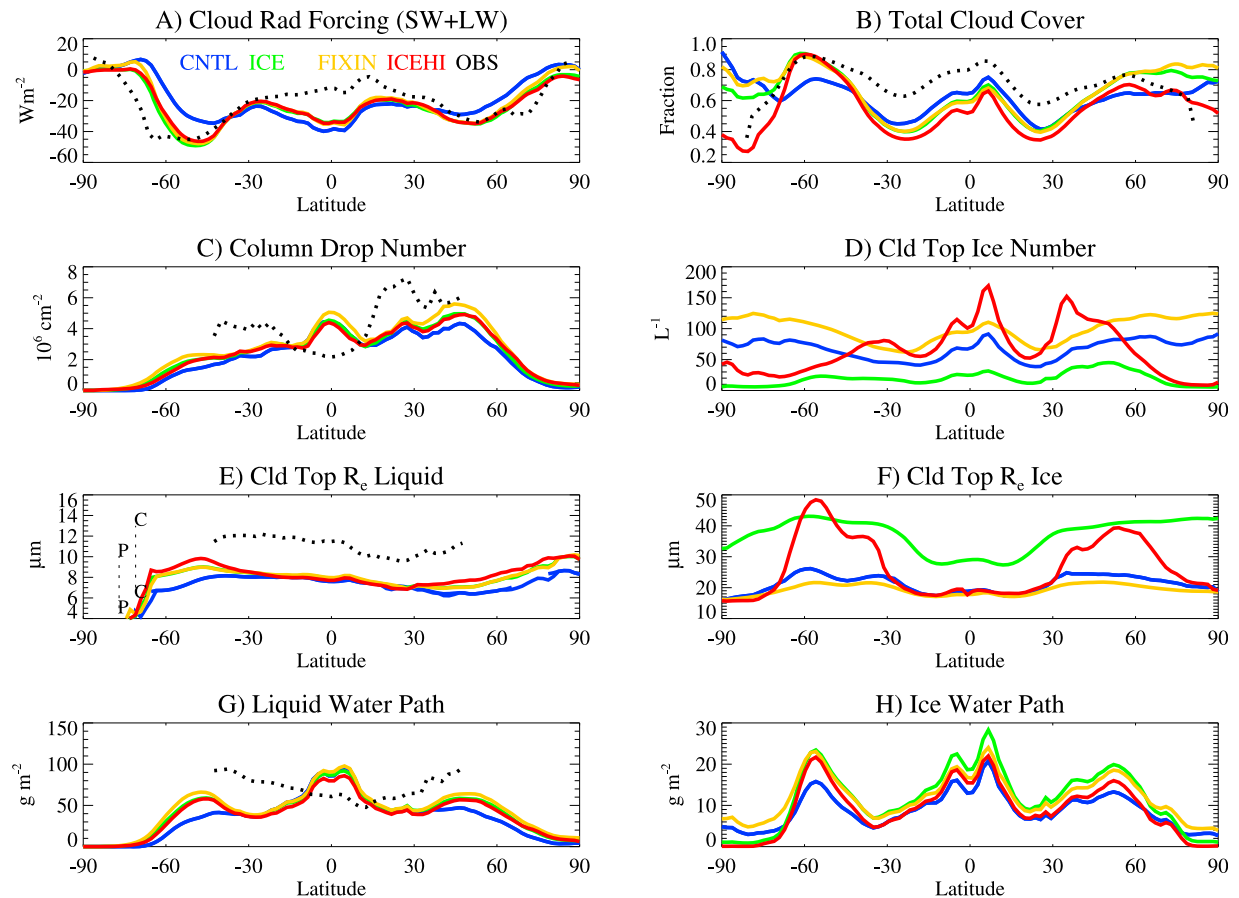 A) Cloud Rad Forcing (SW+LW)
CNTL ICE FIXIN ICEHI OBS
Wm-2
20
0
-20
-40
-60
-90 -60 -30 0 30 60 90
Latitude
B) Total Cloud Cover
Fraction
1.0
0.8
0.6
0.4
0.2
-90 -60 -30 0 30 60 90
Latitude
C) Column Drop Number
10^6 cm^-2
8
6
4
2
0
-90 -60 -30 0 30 60 90
Latitude
D) Cld Top Ice Number
L^-1
200
150
100
50
0
-90 -60 -30 0 30 60 90
Latitude
E) Cld Top Re Liquid
μm
16
14
12
10
8
6
4
C
P
C
P
-90 -60 -30 0 30 60 90
Latitude
F) Cld Top Re Ice
μm
50
40
30
20
10
-90 -60 -30 0 30 60 90
Latitude
G) Liquid Water Path
g m^-2
150
100
50
0
-90 -60 -30 0 30 60 90
Latitude
H) Ice Water Path
g m^-2
30
20
10
0
-90 -60 -30 0 30 60 90
Latitude